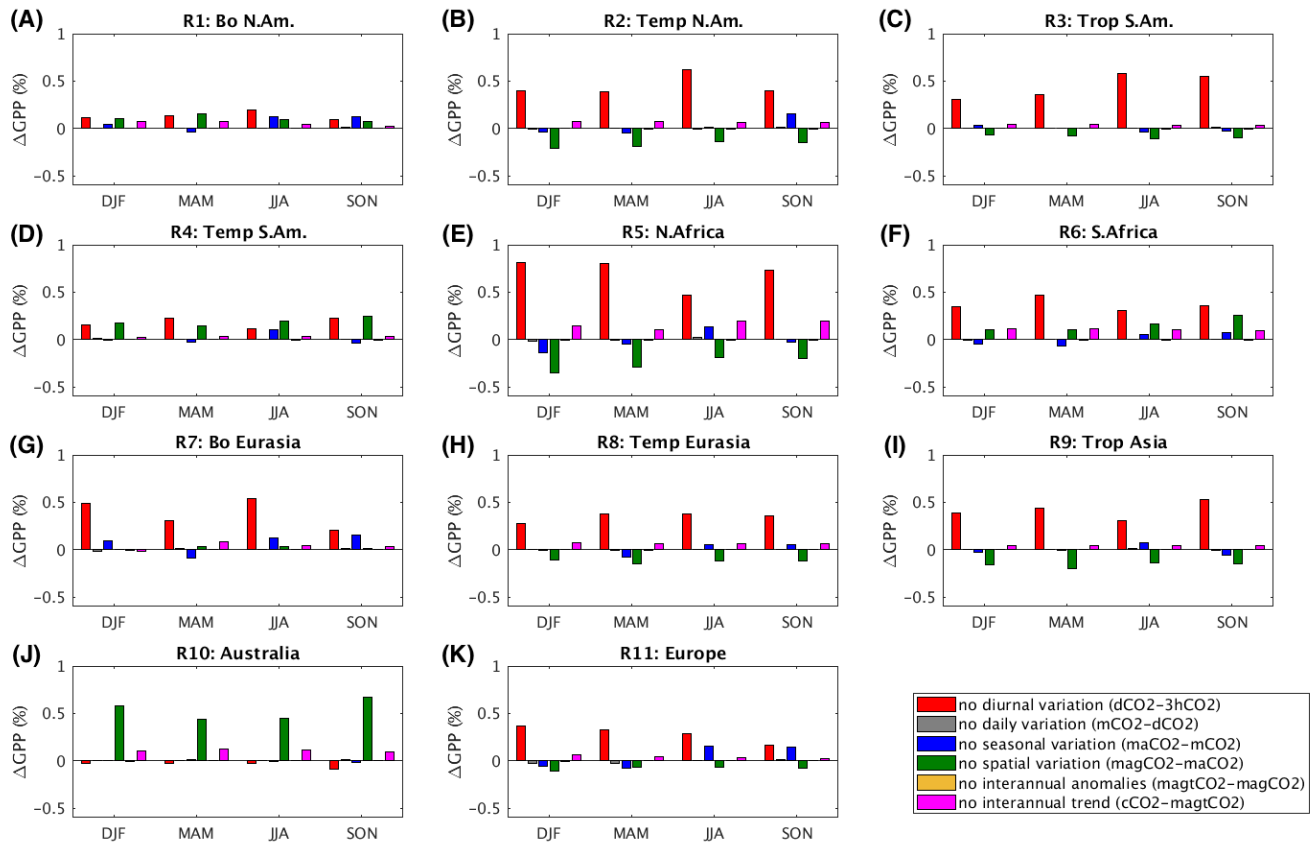 (A) R1: Bo N.Am.
ΔGPP (%)
1
0.5
0
−0.5
DJF MAM JJA SON
(B) R2: Temp N.Am.
ΔGPP (%)
1
0.5
0
−0.5
DJF MAM JJA SON
(C) R3: Trop S.Am.
ΔGPP (%)
1
0.5
0
−0.5
DJF MAM JJA SON
(D) R4: Temp S.Am.
ΔGPP (%)
1
0.5
0
−0.5
DJF MAM JJA SON
(E) R5: N.Africa
ΔGPP (%)
1
0.5
0
−0.5
DJF MAM JJA SON
(F) R6: S.Africa
ΔGPP (%)
1
0.5
0
−0.5
DJF MAM JJA SON
(G) R7: Bo Eurasia
ΔGPP (%)
1
0.5
0
−0.5
DJF MAM JJA SON
(H) R8: Temp Eurasia
ΔGPP (%)
1
0.5
0
−0.5
DJF MAM JJA SON
(I) R9: Trop Asia
ΔGPP (%)
1
0.5
0
−0.5
DJF MAM JJA SON
(J) R10: Australia
ΔGPP (%)
1
0.5
0
−0.5
DJF MAM JJA SON
(K) R11: Europe
ΔGPP (%)
1
0.5
0
−0.5
DJF MAM JJA SON
no diurnal variation (dCO2−3hCO2)
no daily variation (mCO2−dCO2)
no seasonal variation (maCO2−mCO2)
no spatial variation (magCO2−maCO2)
no interannual anomalies (magtCO2−magCO2)
no interannual trend (cCO2−magtCO2)